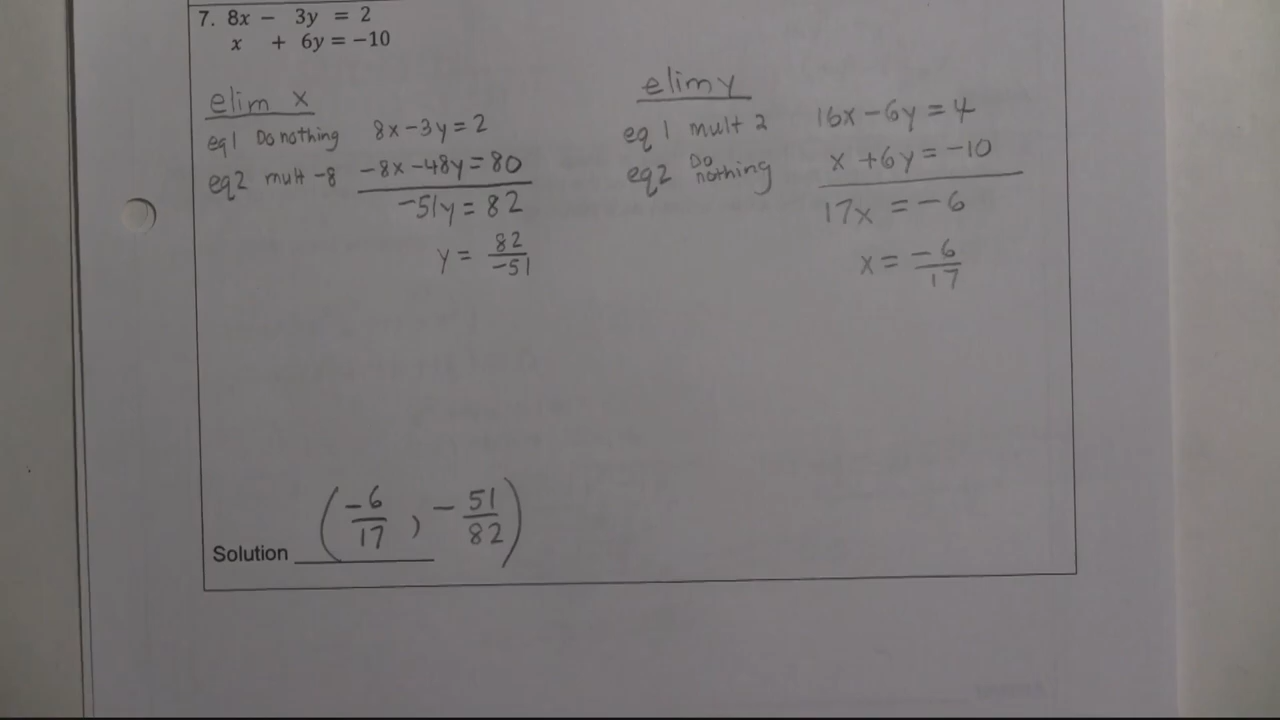 7. 8x − 3y = 2
x + 6y = −10
elim x
eq1 Do nothing 8x − 3y = 2
eq2 mult -8 -8x − 48y = 80
-51y = 82
y = 82/-51
elim y
eq 1 mult 2 16x − 6y = 4
eq2 Do nothing x + 6y = -10
17x = -6
x = -6/17
Solution (-6/17, -51/82)